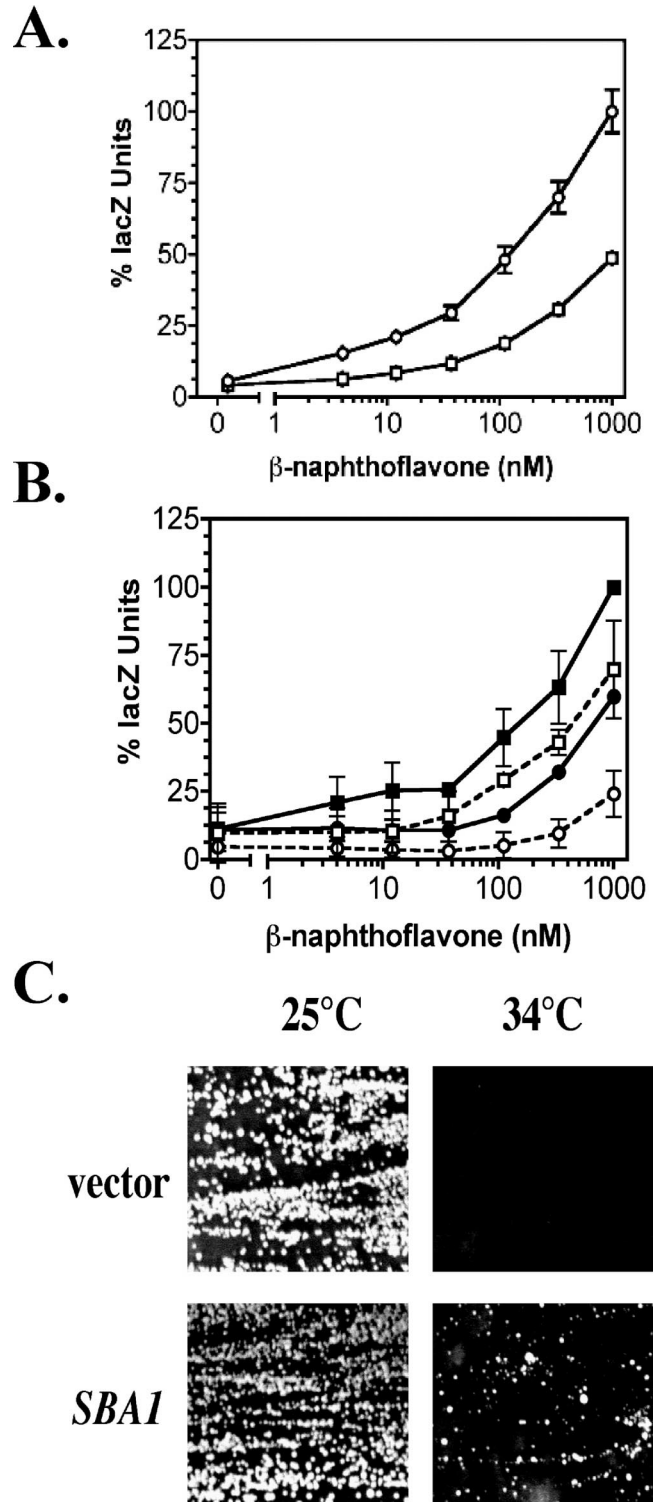 A.
125
100
75
50
25
0
% lacZ Units
0 1 10 100 1000
β-naphthoflavone (nM)
B.
125
100
75
50
25
0
% lacZ Units
0 1 10 100 1000
β-naphthoflavone (nM)
C.
25°C 34°C
vector
SBA1